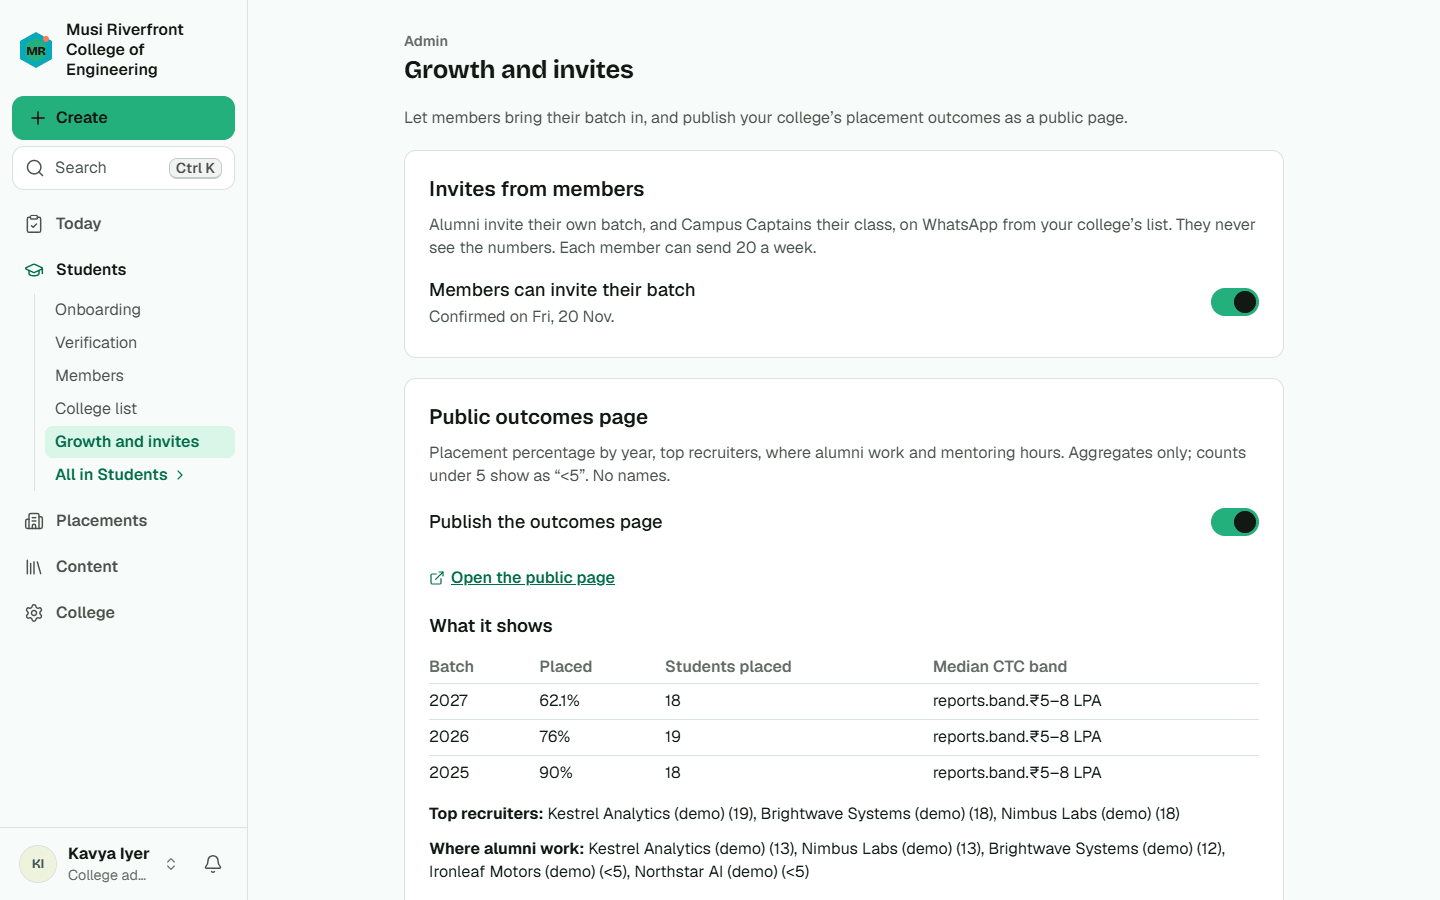 MR
Musi Riverfront
College of
Engineering
Create
Search
Ctrl K
Today
Students
Onboarding
Verification
Members
College list
Growth and invites
All in Students
Placements
Content
College
KI
Kavya Iyer
College ad…
Admin
Growth and invites
Let members bring their batch in, and publish your college’s placement outcomes as a public page.
Invites from members
Alumni invite their own batch, and Campus Captains their class, on WhatsApp from your college’s list. They never
see the numbers. Each member can send 20 a week.
Members can invite their batch
Confirmed on Fri, 20 Nov.
Public outcomes page
Placement percentage by year, top recruiters, where alumni work and mentoring hours. Aggregates only; counts
under 5 show as “<5”. No names.
Publish the outcomes page
Open the public page
What it shows
Batch Placed Students placed Median CTC band
2027 62.1% 18 reports.band.₹5–8 LPA
2026 76% 19 reports.band.₹5–8 LPA
2025 90% 18 reports.band.₹5–8 LPA
Top recruiters: Kestrel Analytics (demo) (19), Brightwave Systems (demo) (18), Nimbus Labs (demo) (18)
Where alumni work: Kestrel Analytics (demo) (13), Nimbus Labs (demo) (13), Brightwave Systems (demo) (12),
Ironleaf Motors (demo) (<5), Northstar AI (demo) (<5)